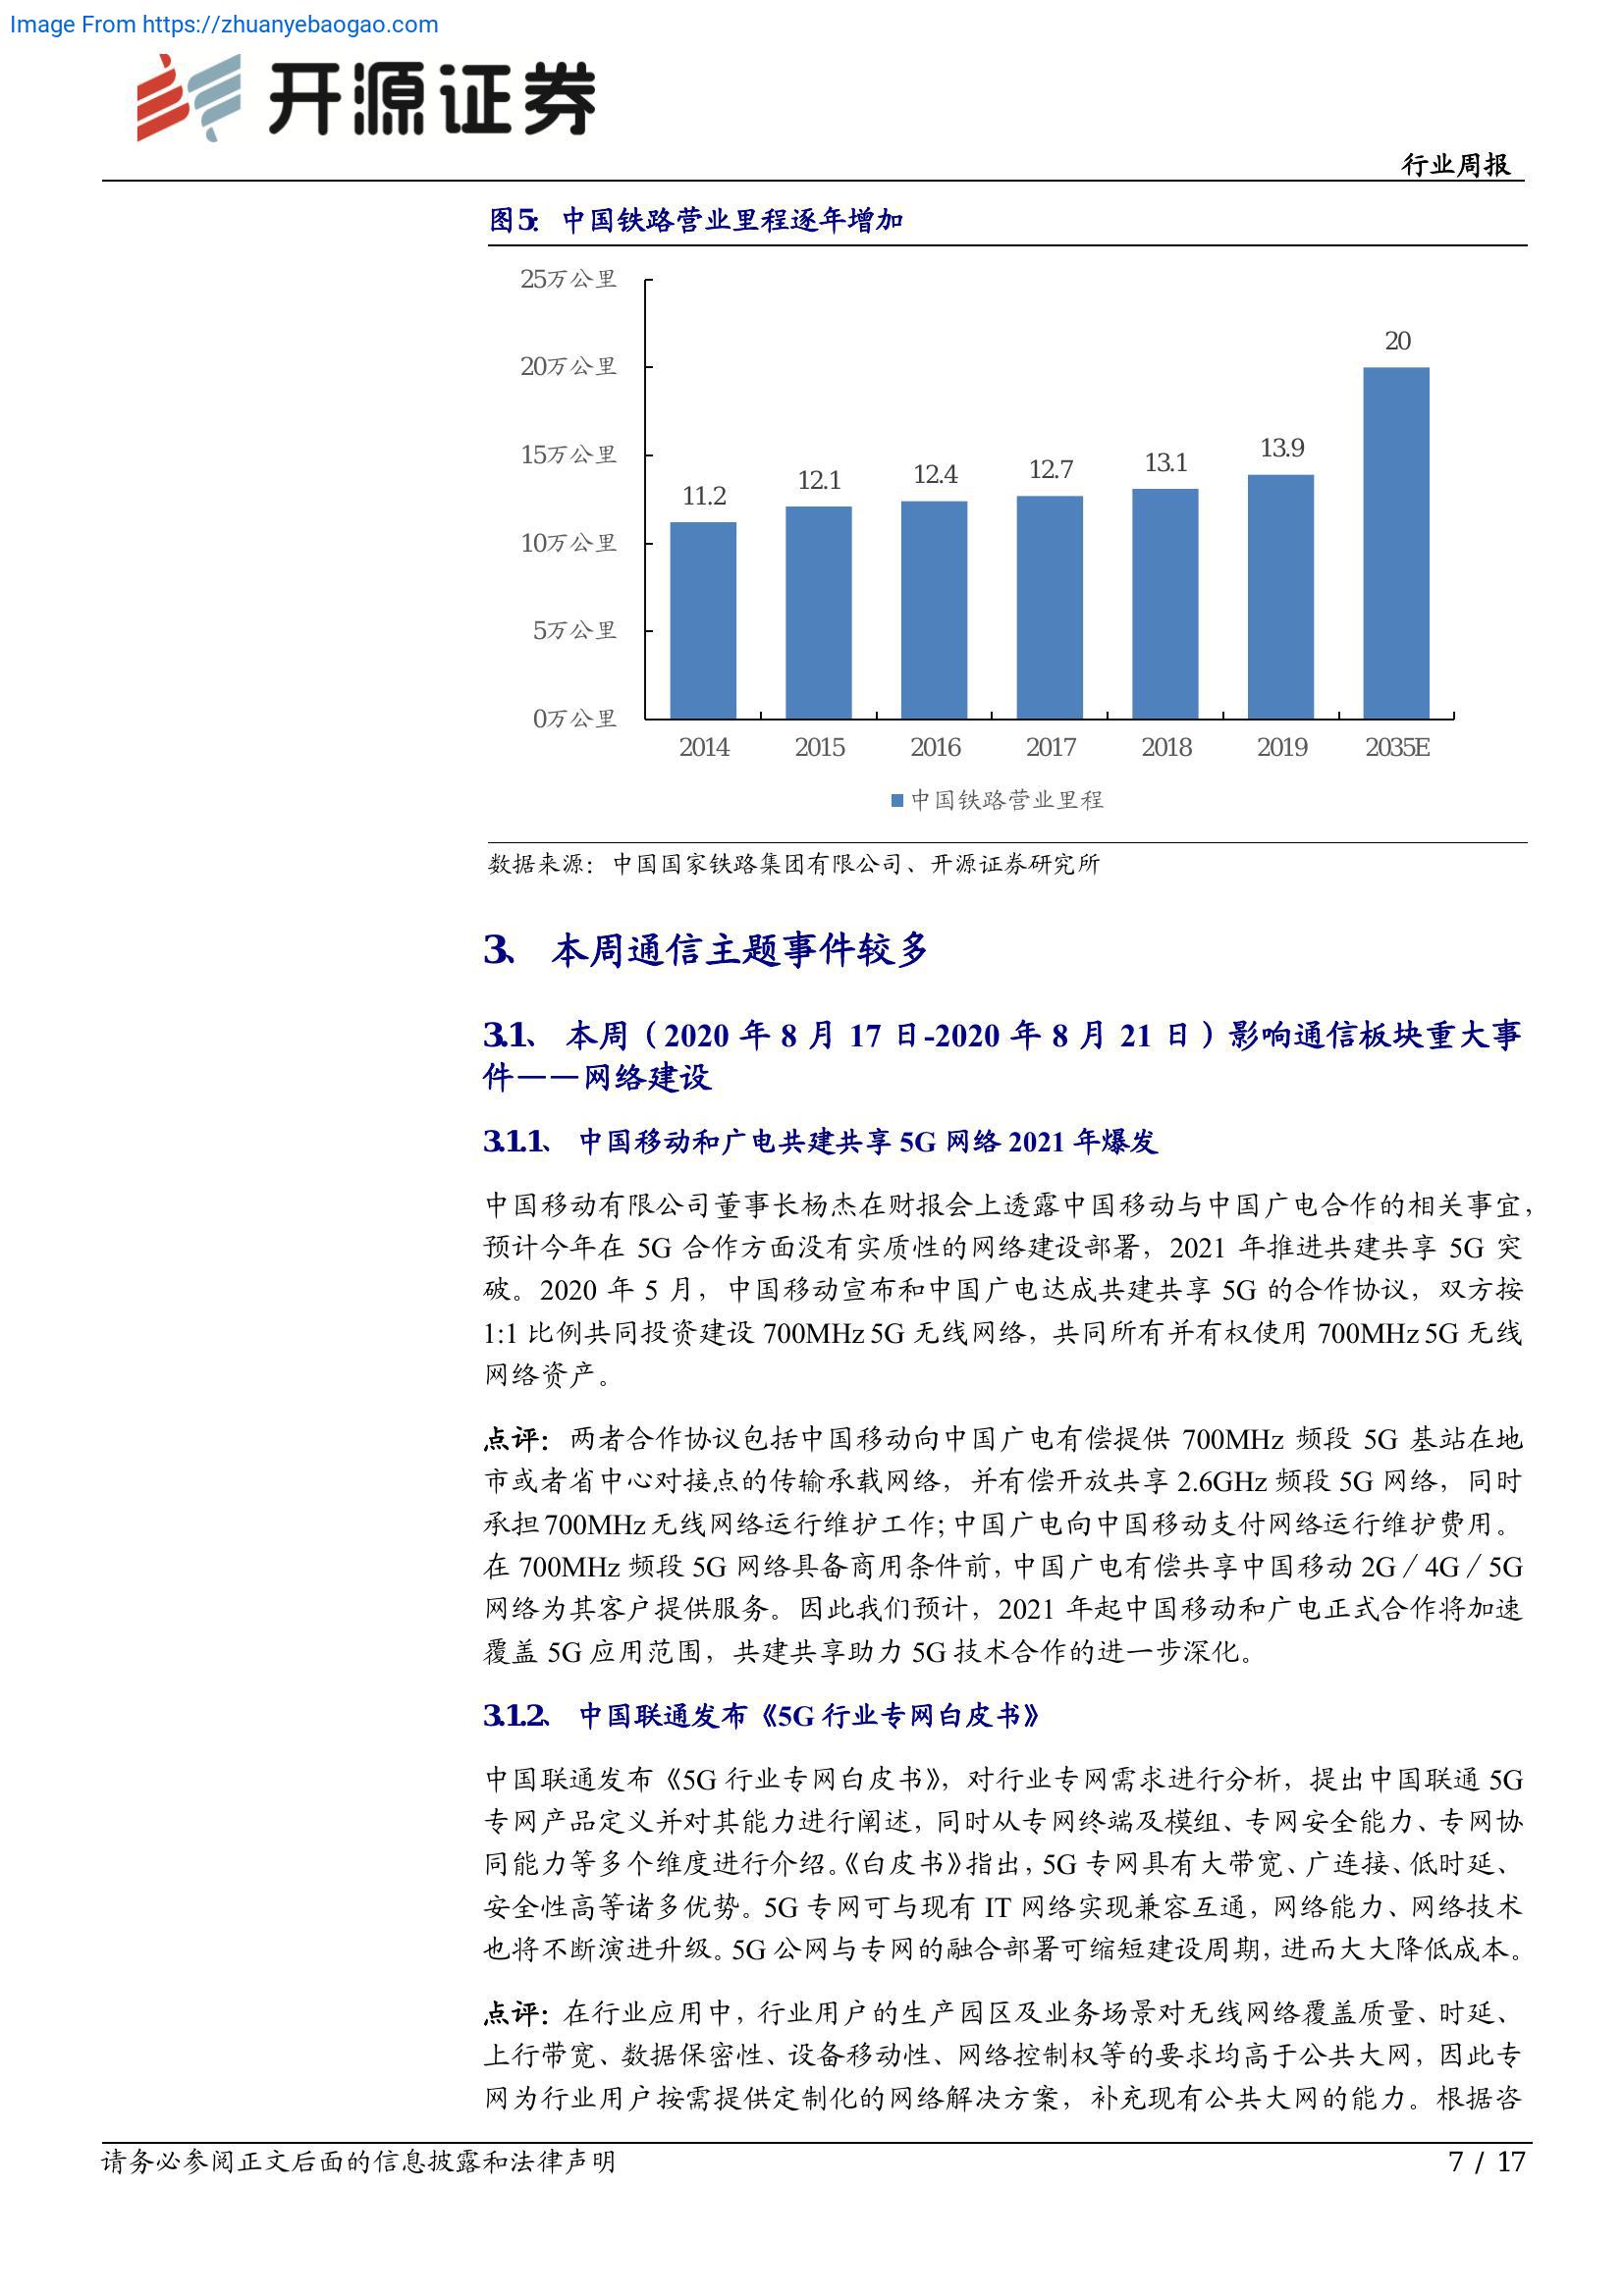 Image From https://zhuanyebaogao.com
开源证券
行业周报
图5： 中国铁路营业里程逐年增加
25万公里
20万公里
15万公里
10万公里
5万公里
0万公里
11.2
12.1
12.4
12.7
13.1
13.9
20
2014 2015 2016 2017 2018 2019 2035E
中国铁路营业里程
数据来源：中国国家铁路集团有限公司、开源证券研究所
3、 本周通信主题事件较多
3.1、 本周（2020 年 8 月 17 日-2020 年 8 月 21 日）影响通信板块重大事
件——网络建设
3.1.1、 中国移动和广电共建共享 5G 网络 2021 年爆发
中国移动有限公司董事长杨杰在财报会上透露中国移动与中国广电合作的相关事宜，
预计今年在 5G 合作方面没有实质性的网络建设部署，2021 年推进共建共享 5G 突
破。2020 年 5 月，中国移动宣布和中国广电达成共建共享 5G 的合作协议，双方按
1:1 比例共同投资建设 700MHz 5G 无线网络，共同所有并有权使用 700MHz 5G 无线
网络资产。
点评：两者合作协议包括中国移动向中国广电有偿提供 700MHz 频段 5G 基站在地
市或者省中心对接点的传输承载网络，并有偿开放共享 2.6GHz 频段 5G 网络，同时
承担 700MHz 无线网络运行维护工作；中国广电向中国移动支付网络运行维护费用。
在 700MHz 频段 5G 网络具备商用条件前，中国广电有偿共享中国移动 2G／4G／5G
网络为其客户提供服务。因此我们预计，2021 年起中国移动和广电正式合作将加速
覆盖 5G 应用范围，共建共享助力 5G 技术合作的进一步深化。
3.1.2、 中国联通发布《5G 行业专网白皮书》
中国联通发布《5G 行业专网白皮书》，对行业专网需求进行分析，提出中国联通 5G
专网产品定义并对其能力进行阐述，同时从专网终端及模组、专网安全能力、专网协
同能力等多个维度进行介绍。《白皮书》指出，5G 专网具有大带宽、广连接、低时延、
安全性高等诸多优势。5G 专网可与现有 IT 网络实现兼容互通，网络能力、网络技术
也将不断演进升级。5G 公网与专网的融合部署可缩短建设周期，进而大大降低成本。
点评：在行业应用中，行业用户的生产园区及业务场景对无线网络覆盖质量、时延、
上行带宽、数据保密性、设备移动性、网络控制权等的要求均高于公共大网，因此专
网为行业用户按需提供定制化的网络解决方案，补充现有公共大网的能力。根据咨
请务必参阅正文后面的信息披露和法律声明
7 / 17